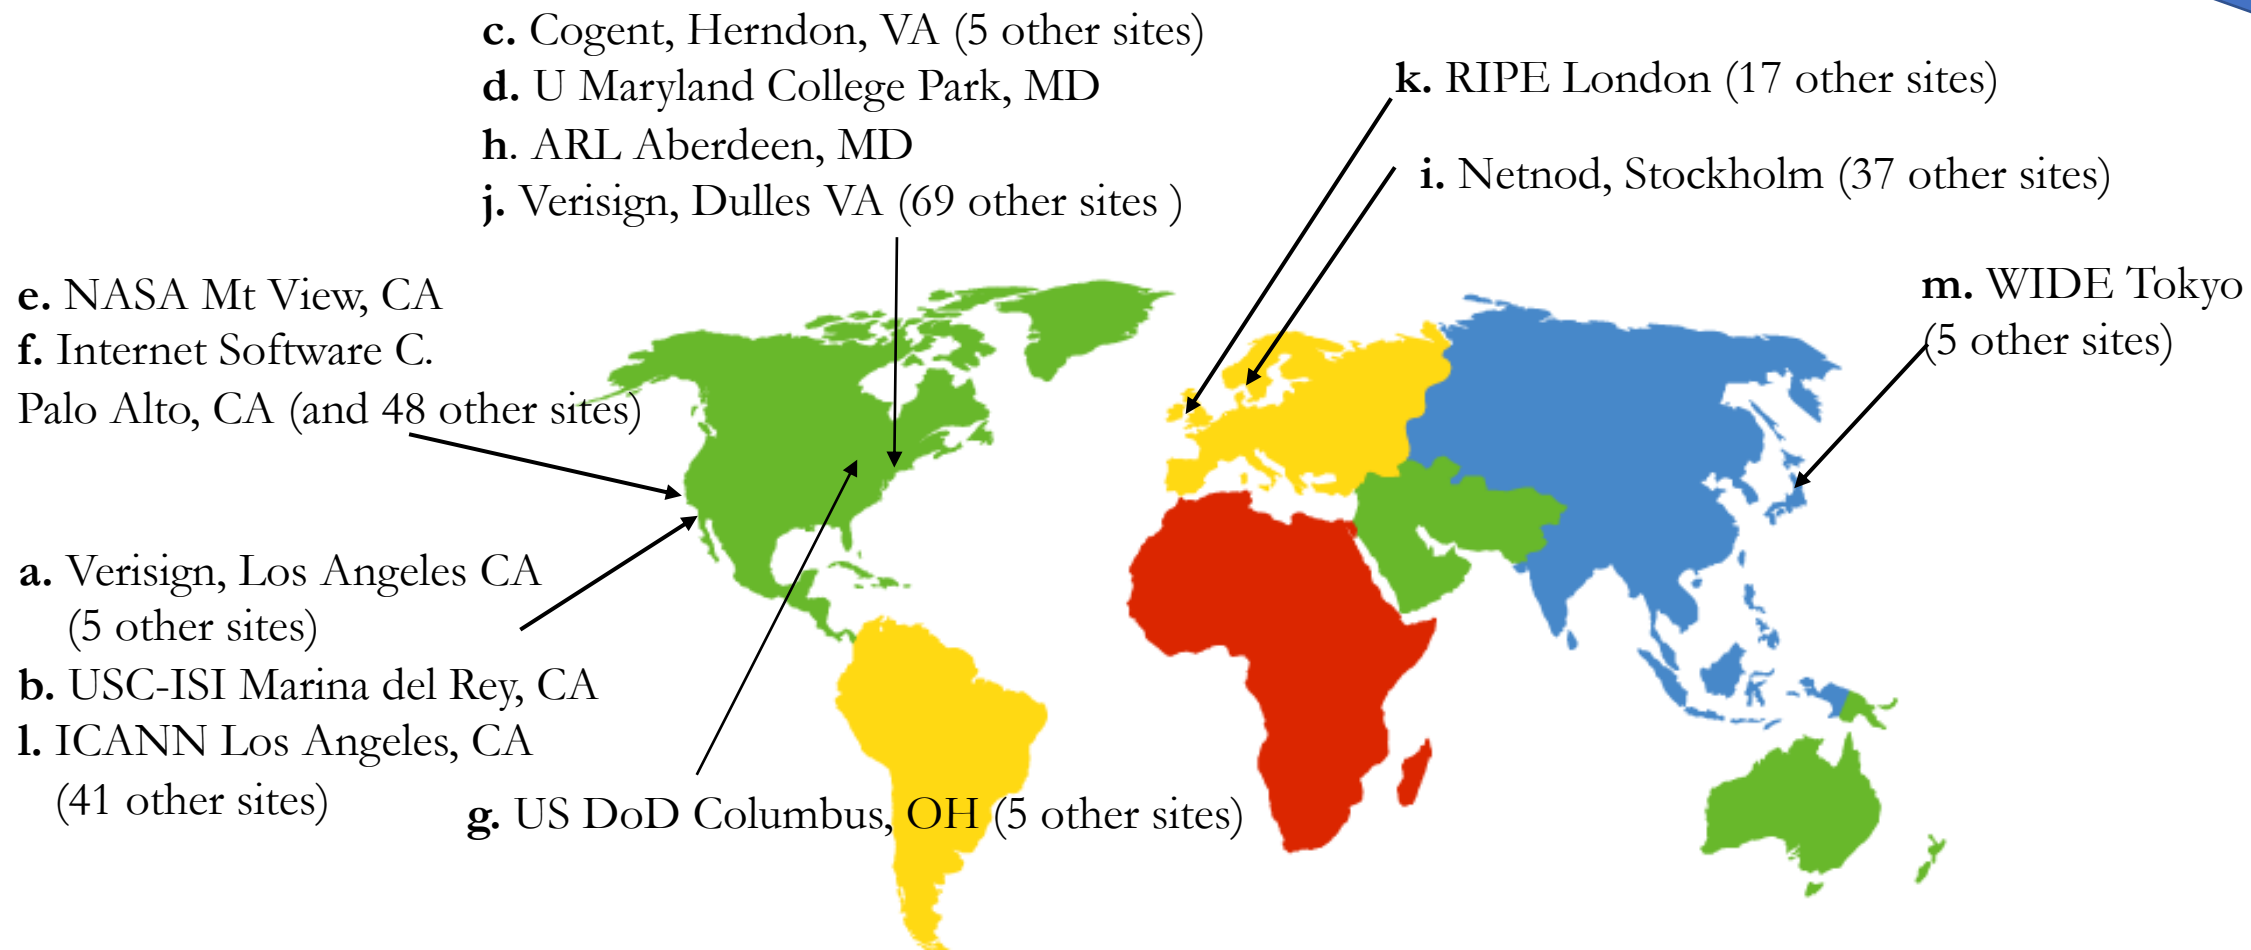 c. Cogent, Herndon, VA (5 other sites)
d. U Maryland College Park, MD
h. ARL Aberdeen, MD
j. Verisign, Dulles VA (69 other sites )
k. RIPE London (17 other sites)
i. Netnod, Stockholm (37 other sites)
m. WIDE Tokyo
(5 other sites)
e. NASA Mt View, CA
f. Internet Software C.
Palo Alto, CA (and 48 other sites)
a. Verisign, Los Angeles CA
(5 other sites)
b. USC-ISI Marina del Rey, CA
l. ICANN Los Angeles, CA
(41 other sites)
g. US DoD Columbus, OH (5 other sites)